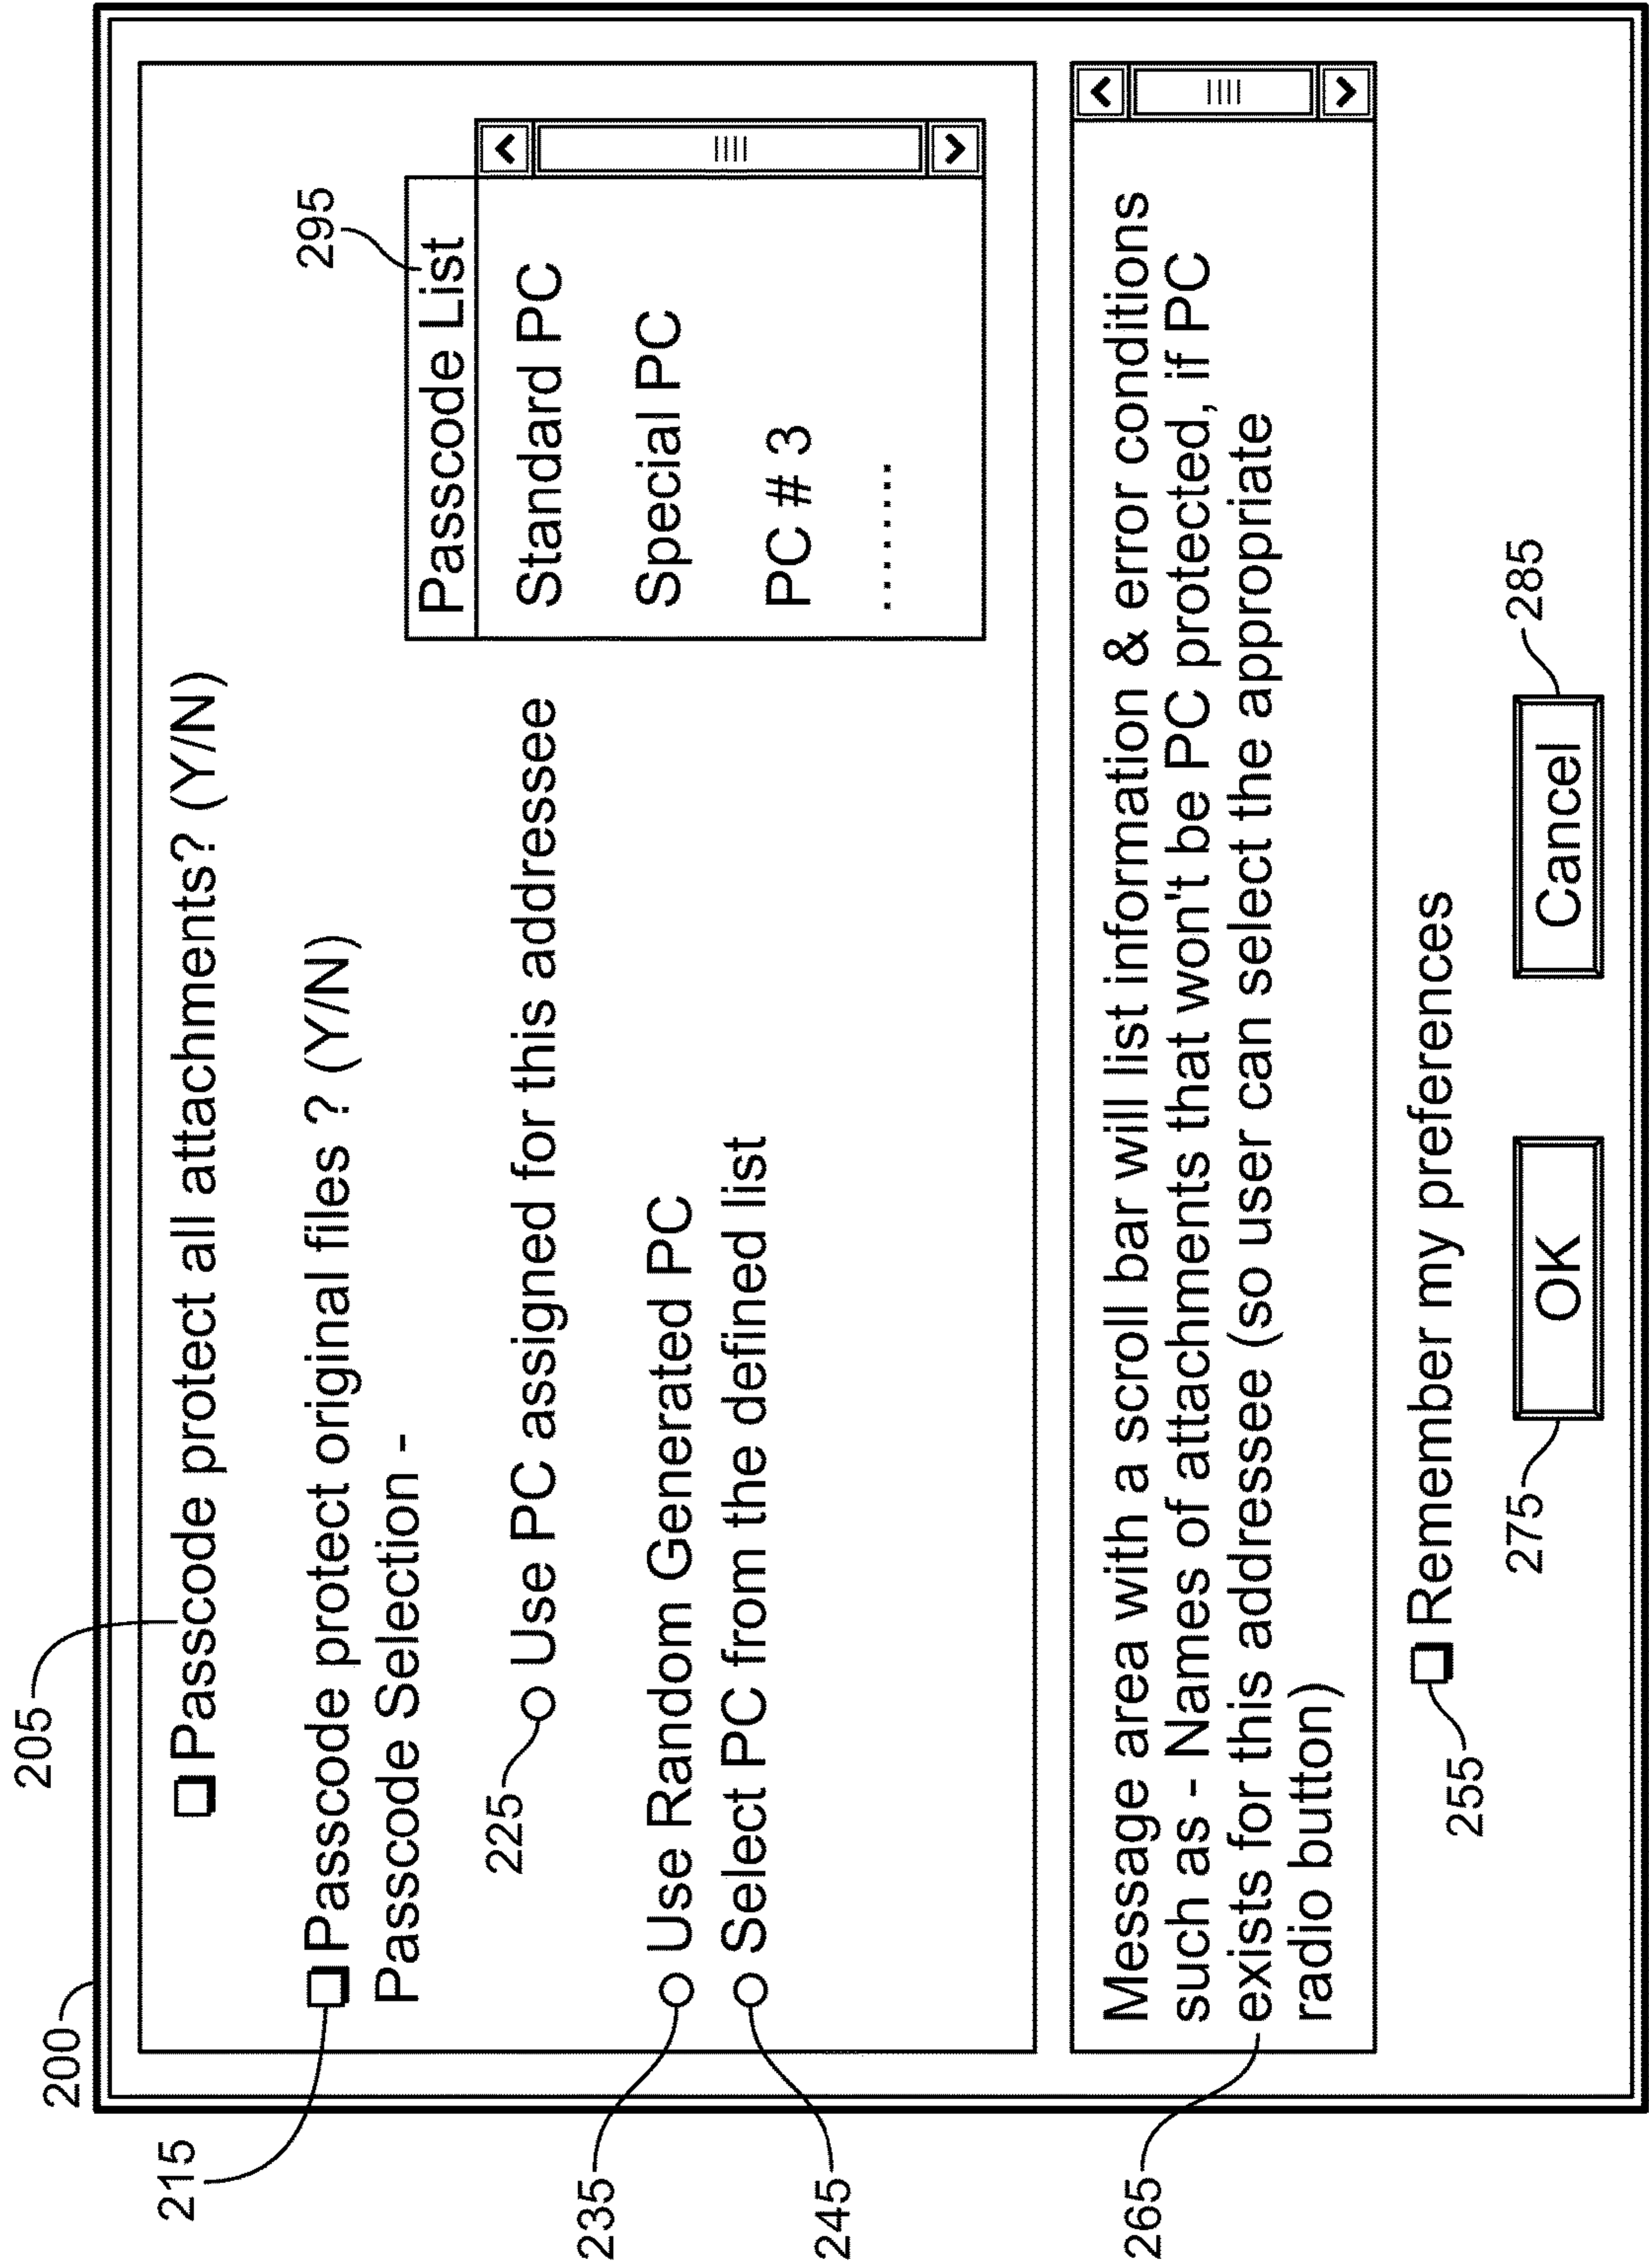 200
205
Passcode protect all attachments? (Y/N)
215
Passcode protect original files ? (Y/N)
Passcode Selection -
295
Passcode List
Standard PC
Special PC
PC # 3
........
225
Use PC assigned for this addressee
235
Use Random Generated PC
245
Select PC from the defined list
265
Message area with a scroll bar will list information & error conditions
such as - Names of attachments that won't be PC protected, if PC
exists for this addressee (so user can select the appropriate
radio button)
255
Remember my preferences
275
OK
285
Cancel